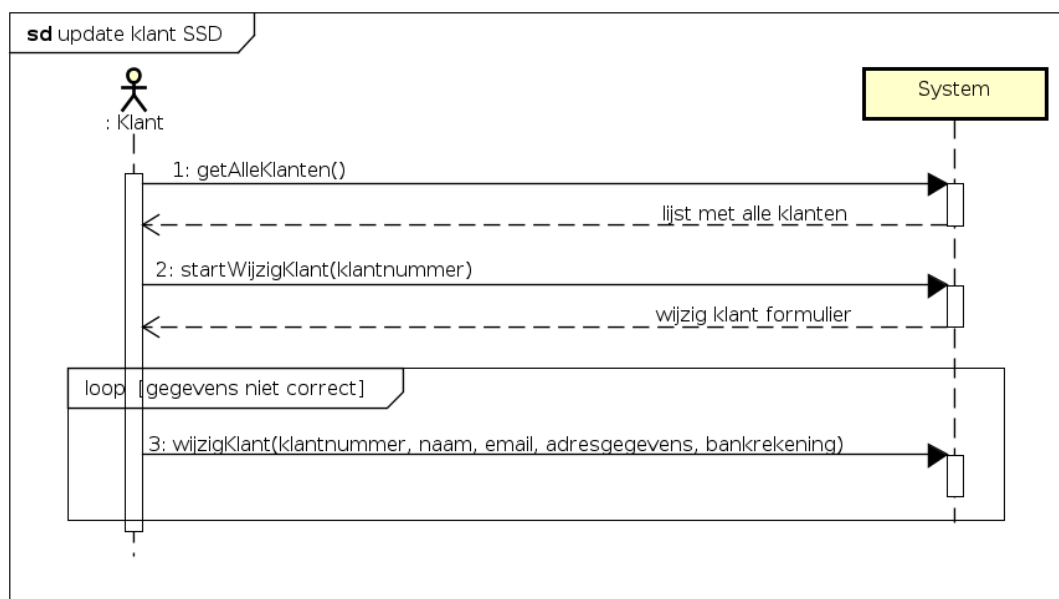 sd update klant SSD
: Klant
System
1: getAlleKlanten()
lijst met alle klanten
2: startWijzigKlant(klantnummer)
wijzig klant formulier
loop [gegevens niet correct]
3: wijzigKlant(klantnummer, naam, email, adresgegevens, bankrekening)